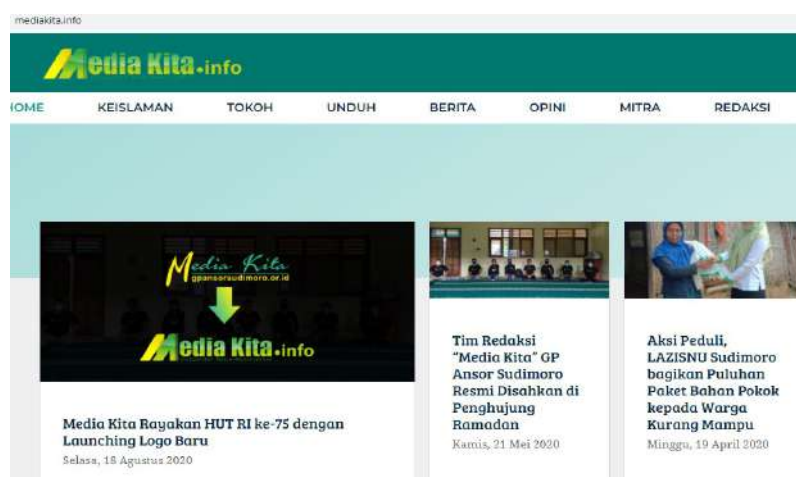 mediakita.info
Media Kita.info
HOME KEISLAMAN TOKOH UNDUH BERITA OPINI MITRA REDAKSI
Media Kita
gpansorsudimoro.or.id
Media Kita.info
Media Kita Rayakan HUT RI ke-75 dengan
Launching Logo Baru
Selasa, 18 Agustus 2020
Tim Redaksi
"Media Kita" GP
Ansor Sudimoro
Resmi Disahkan di
Penghujung
Ramadan
Kamis, 21 Mei 2020
Aksi Peduli,
LAZISNU Sudimoro
bagikan Puluhan
Paket Bahan Pokok
kepada Warga
Kurang Mampu
Minggu, 19 April 2020